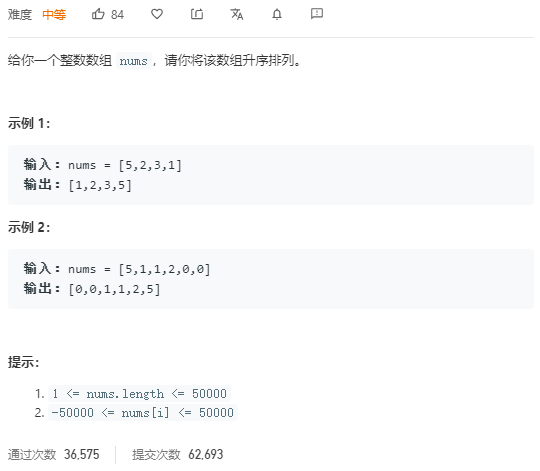 难度 中等 84
给你一个整数数组 nums，请你将该数组升序排列。
示例 1：
输入：nums = [5,2,3,1]
输出：[1,2,3,5]
示例 2：
输入：nums = [5,1,1,2,0,0]
输出：[0,0,1,1,2,5]
提示：
1. 1 <= nums.length <= 50000
2. -50000 <= nums[i] <= 50000
通过次数 36,575 提交次数 62,693